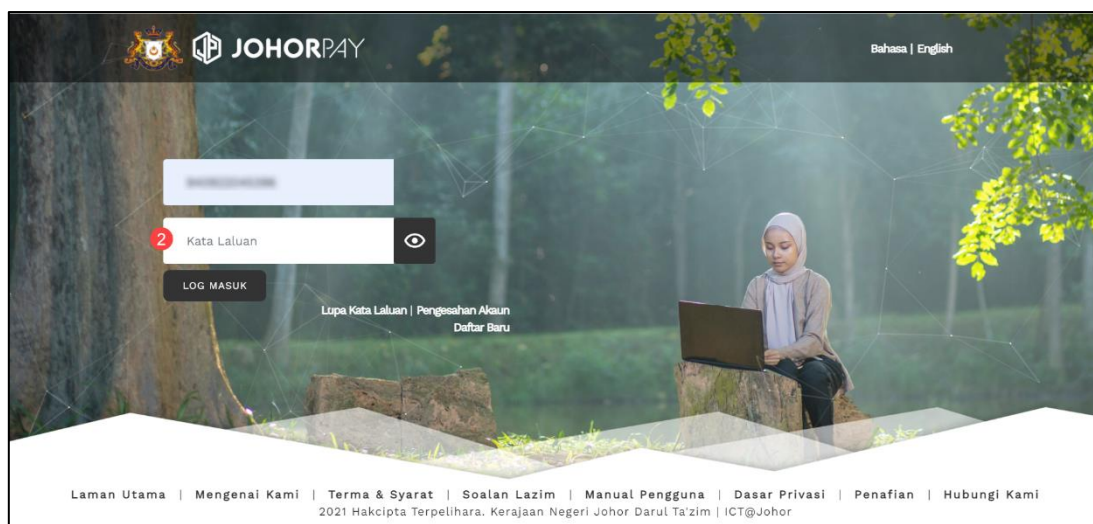 JOHORPAY
Bahasa | English
2
Kata Laluan
LOG MASUK
Lupa Kata Laluan | Pengesahan Akaun
Daftar Baru
Laman Utama | Mengenai Kami | Terma & Syarat | Soalan Lazim | Manual Pengguna | Dasar Privasi | Penafian | Hubungi Kami
2021 Hakcipta Terpelihara. Kerajaan Negeri Johor Darul Ta'zim | ICT@Johor